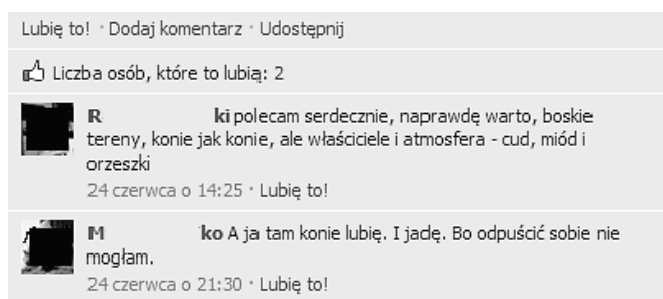 Lubię to! · Dodaj komentarz · Udostępnij
Liczba osób, które to lubią: 2
R ki polecam serdecznie, naprawdę warto, boskie
tereny, konie jak konie, ale właściciele i atmosfera - cud, miód i
orzeszki
24 czerwca o 14:25 · Lubię to!
M ko A ja tam konie lubię. I jadę. Bo odpuścić sobie nie
mogłam.
24 czerwca o 21:30 · Lubię to!